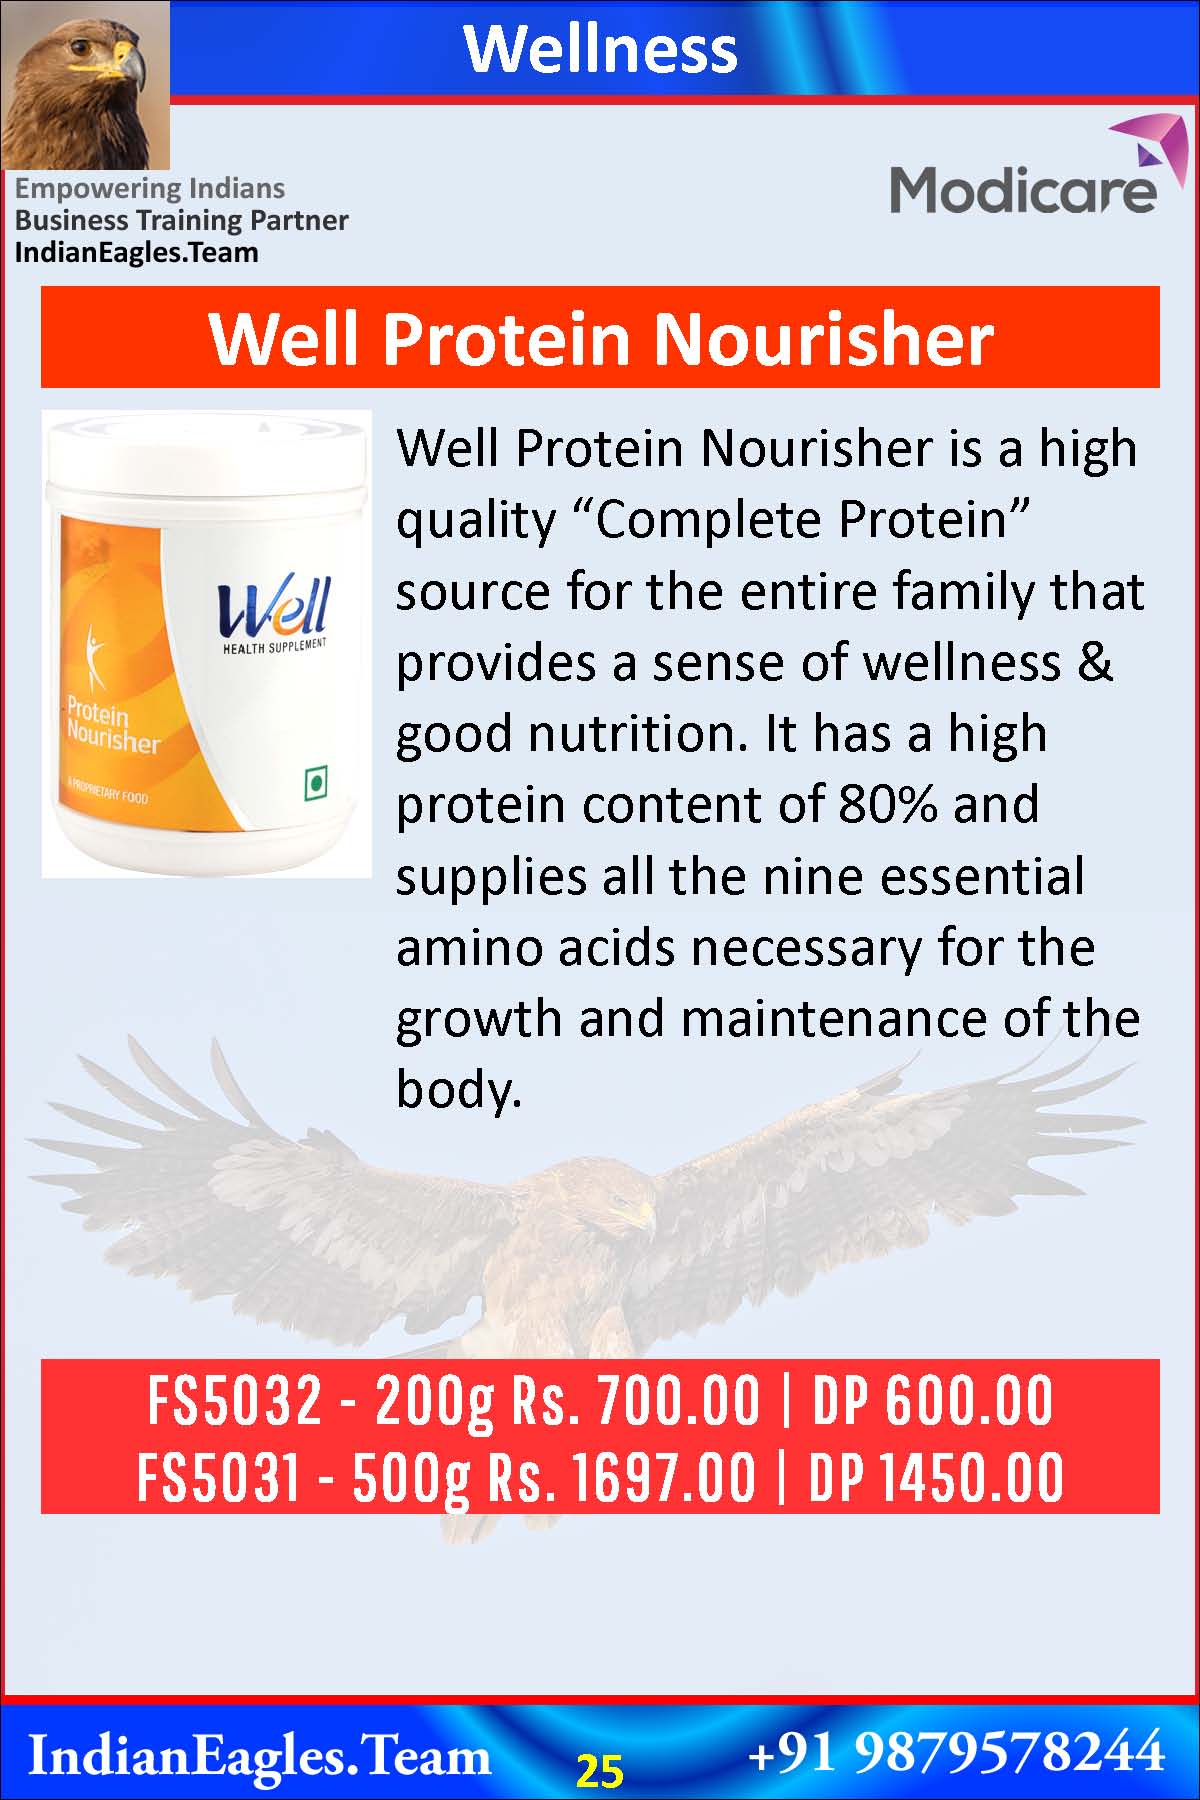 Wellness
Empowering Indians
Business Training Partner
IndianEagles.Team
Modicare
Well Protein Nourisher
Well Protein Nourisher is a high
quality “Complete Protein”
source for the entire family that
provides a sense of wellness &
good nutrition. It has a high
protein content of 80% and
supplies all the nine essential
amino acids necessary for the
growth and maintenance of the
body.
Well
HEALTH SUPPLEMENT
Protein
Nourisher
A PROPRIETARY FOOD
FS5032 - 200g Rs. 700.00 | DP 600.00
FS5031 - 500g Rs. 1697.00 | DP 1450.00
IndianEagles.Team
25
+91 9879578244